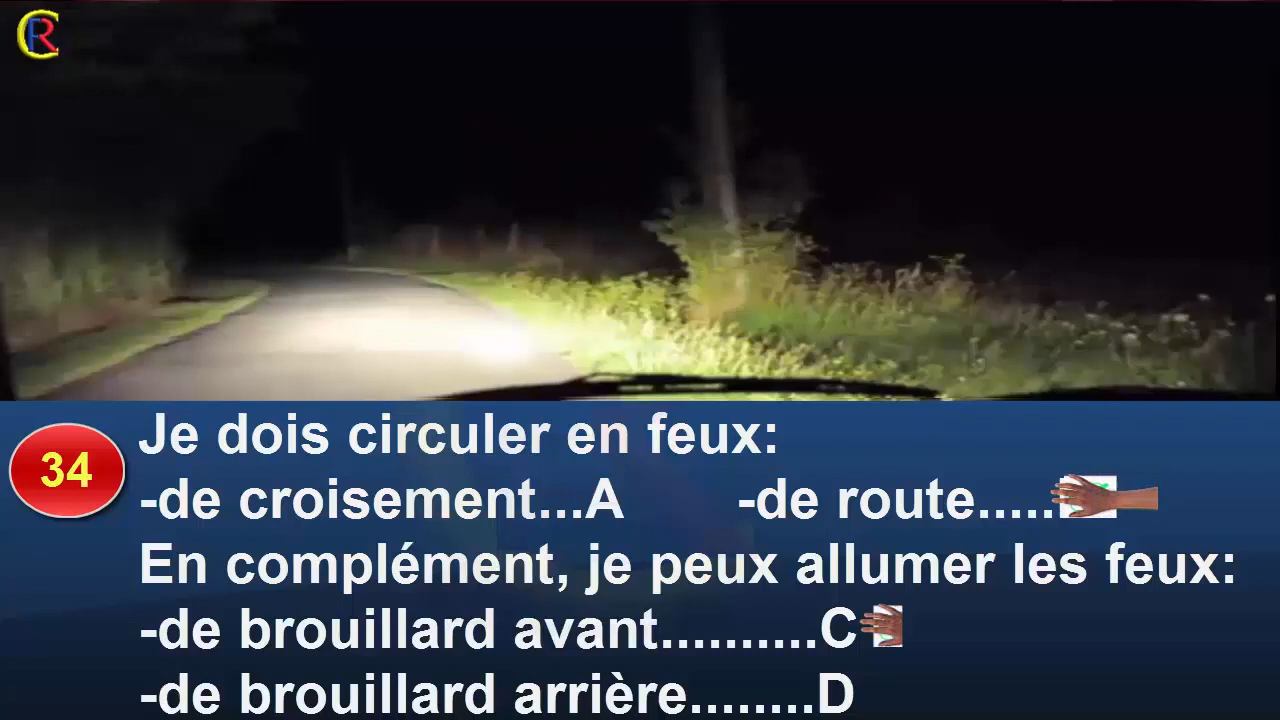 CFR
Je dois circuler en feux:
34
-de croisement...A -de route.....
En complément, je peux allumer les feux:
-de brouillard avant..........C
-de brouillard arrière........D